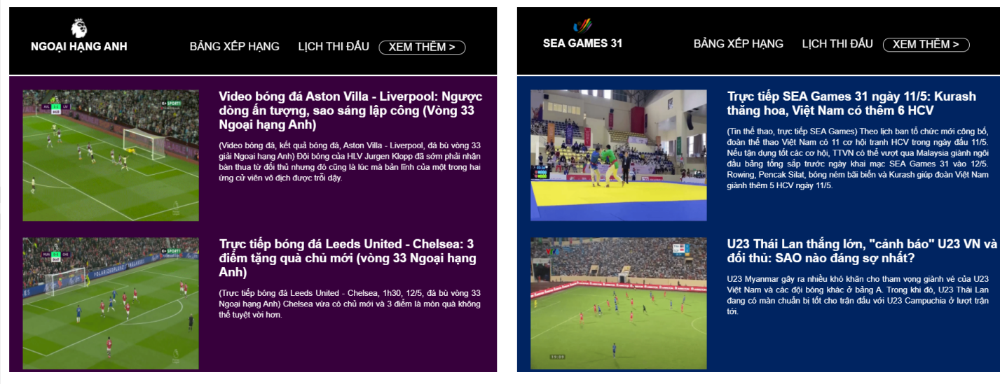 NGOẠI HẠNG ANH
BẢNG XẾP HẠNG
LỊCH THI ĐẤU
XEM THÊM >
Video bóng đá Aston Villa - Liverpool: Ngược
dòng ấn tượng, sao sáng lập công (Vòng 33
Ngoại hạng Anh)
(Video bóng đá, kết quả bóng đá, Aston Villa - Liverpool, đá bù vòng 33
giải Ngoại hạng Anh) Đội bóng của HLV Jurgen Klopp đã sớm phải nhận
bàn thua từ đối thủ nhưng đó cũng là lúc mà bản lĩnh của một trong hai
ứng cử viên vô địch được trỗi dậy.
K+ SPORT1
Trực tiếp bóng đá Leeds United - Chelsea: 3
điểm tặng quà chủ mới (vòng 33 Ngoại hạng
Anh)
(Trực tiếp bóng đá Leeds United - Chelsea, 1h30, 12/5, đá bù vòng 33
Ngoại hạng Anh) Chelsea vừa có chủ mới và 3 điểm là món quà không
thể tuyệt vời hơn.
K+ SPORT1
SEA GAMES 31
BẢNG XẾP HẠNG
LỊCH THI ĐẤU
XEM THÊM >
Trực tiếp SEA Games 31 ngày 11/5: Kurash
thăng hoa, Việt Nam có thêm 6 HCV
(Tin thể thao, trực tiếp SEA Games) Theo lịch ban tổ chức mới công bố,
đoàn thể thao Việt Nam có 11 cơ hội tranh HCV trong ngày đấu 11/5.
Nếu tận dụng tốt các cơ hội, TTVN có thể vượt qua Malaysia giành ngôi
đầu bảng tổng sắp trước ngày khai mạc SEA Games 31 vào 12/5.
Rowing, Pencak Silat, bóng ném bãi biển và Kurash giúp đoàn Việt Nam
giành thêm 5 HCV ngày 11/5.
U23 Thái Lan thắng lớn, "cảnh báo" U23 VN và
đối thủ: SAO nào đáng sợ nhất?
U23 Myanmar gây ra nhiều khó khăn cho tham vọng giành vé của U23
Việt Nam và các đội bóng khác ở bảng A. Trong khi đó, U23 Thái Lan
đang có màn chuẩn bị tốt cho trận đấu với U23 Campuchia ở lượt trận
tới.
19:09